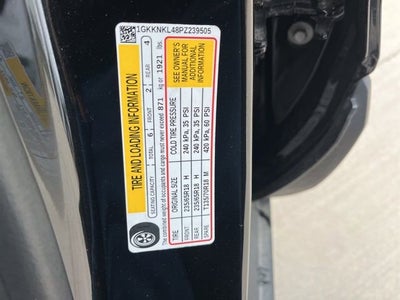 1GKKNKL48PZ239505
TIRE AND LOADING INFORMATION
SEATING CAPACITY TOTAL 6 FRONT 2 REAR 4
The combined weight of occupants and cargo must never exceed 871 kg or 1921 lbs.
TIRE ORIGINAL SIZE COLD TIRE PRESSURE
FRONT 235/65R18 H 240 kPa, 35 PSI
REAR 235/65R18 H 240 kPa, 35 PSI
SPARE T135/70R18 M 420 kPa, 60 PSI
SEE OWNER'S
MANUAL FOR
ADDITIONAL
INFORMATION